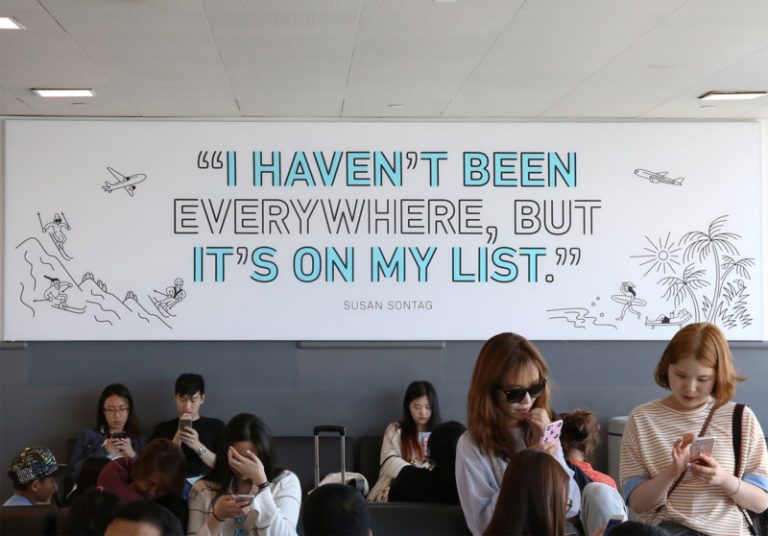 “I HAVEN’T BEEN
EVERYWHERE, BUT
IT’S ON MY LIST.”
SUSAN SONTAG